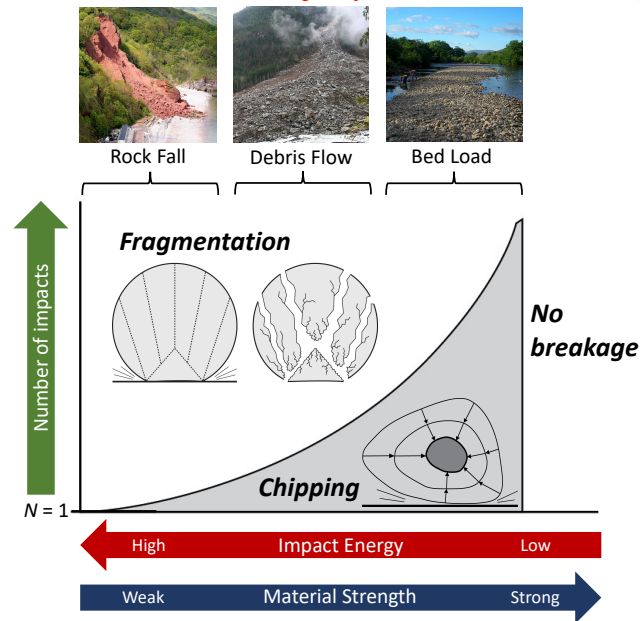 Rock Fall
Debris Flow
Bed Load
Fragmentation
No
breakage
Number of impacts
Chipping
N = 1
High
Impact Energy
Low
Weak
Material Strength
Strong